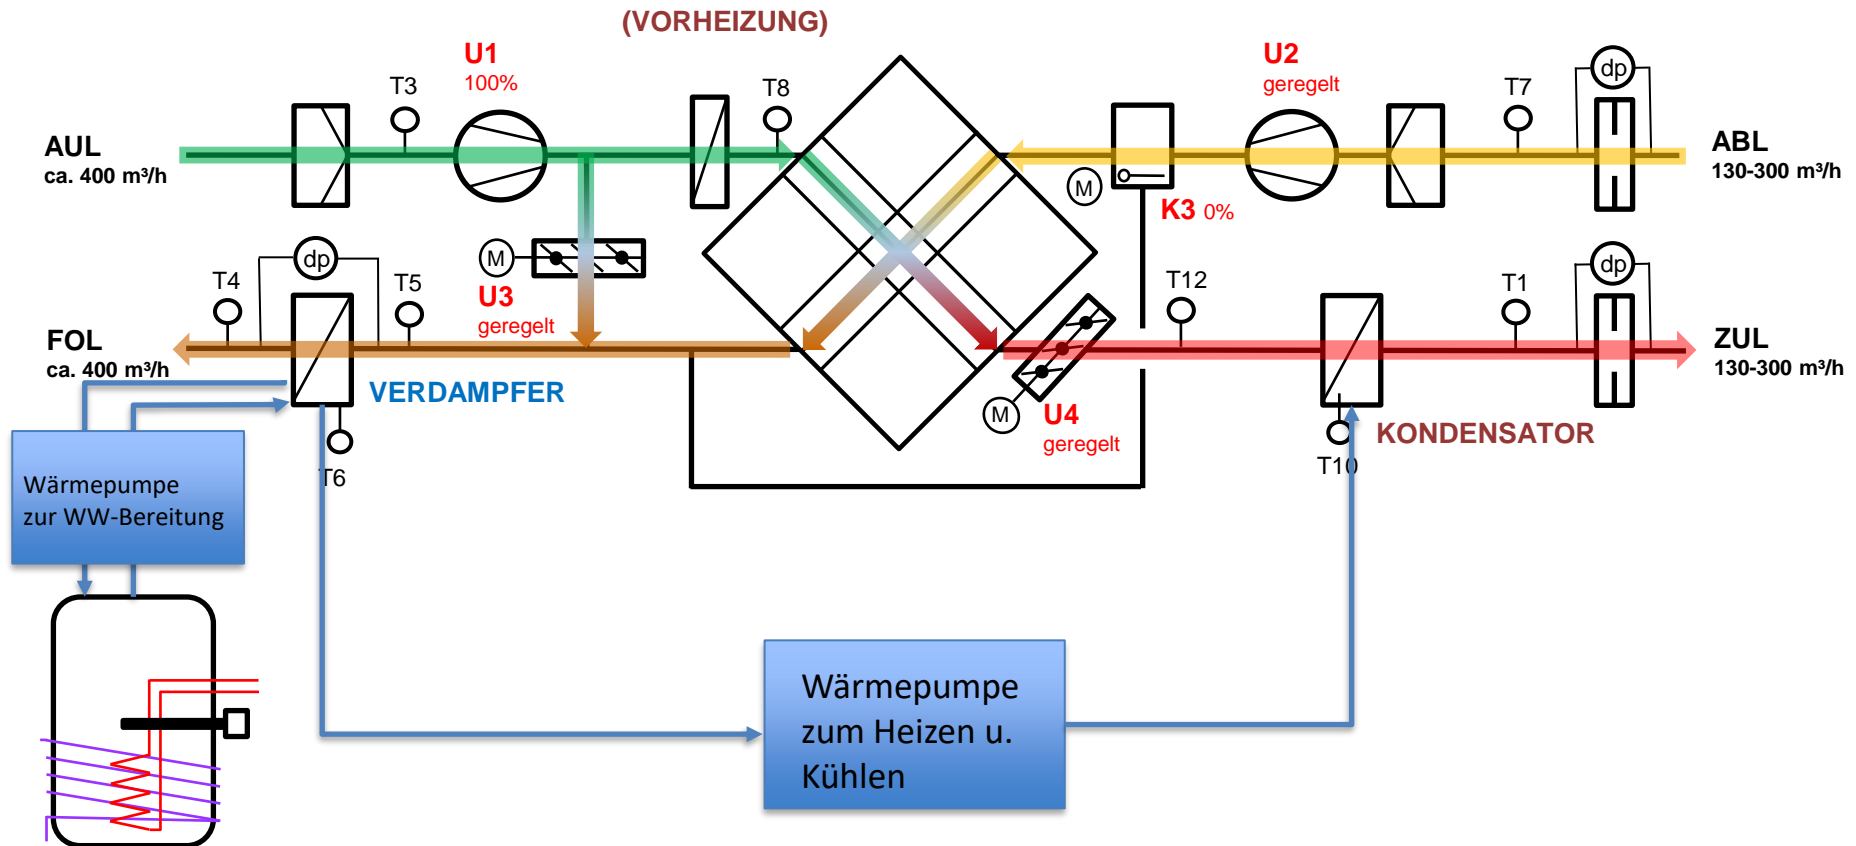 (VORHEIZUNG)
U1
100%
U2
geregelt
T3
T8
T7
dp
AUL
ca. 400 m³/h
ABL
130-300 m³/h
M
K3 0%
M
dp
dp
T4
T5
U3
geregelt
T12
T1
FOL
ca. 400 m³/h
ZUL
130-300 m³/h
VERDAMPFER
M
U4
geregelt
KONDENSATOR
T6
T10
Wärmepumpe
zur WW-Bereitung
Wärmepumpe
zum Heizen u.
Kühlen